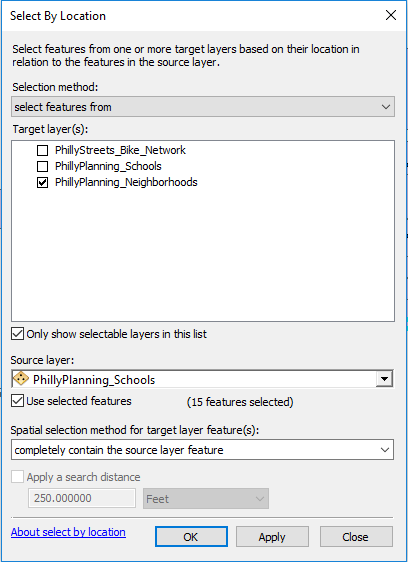 Select By Location
Select features from one or more target layers based on their location in
relation to the features in the source layer.
Selection method:
select features from
Target layer(s):
PhillyStreets_Bike_Network
PhillyPlanning_Schools
PhillyPlanning_Neighborhoods
Only show selectable layers in this list
Source layer:
PhillyPlanning_Schools
Use selected features (15 features selected)
Spatial selection method for target layer feature(s):
completely contain the source layer feature
Apply a search distance
250.000000 Feet
About select by location OK Apply Close